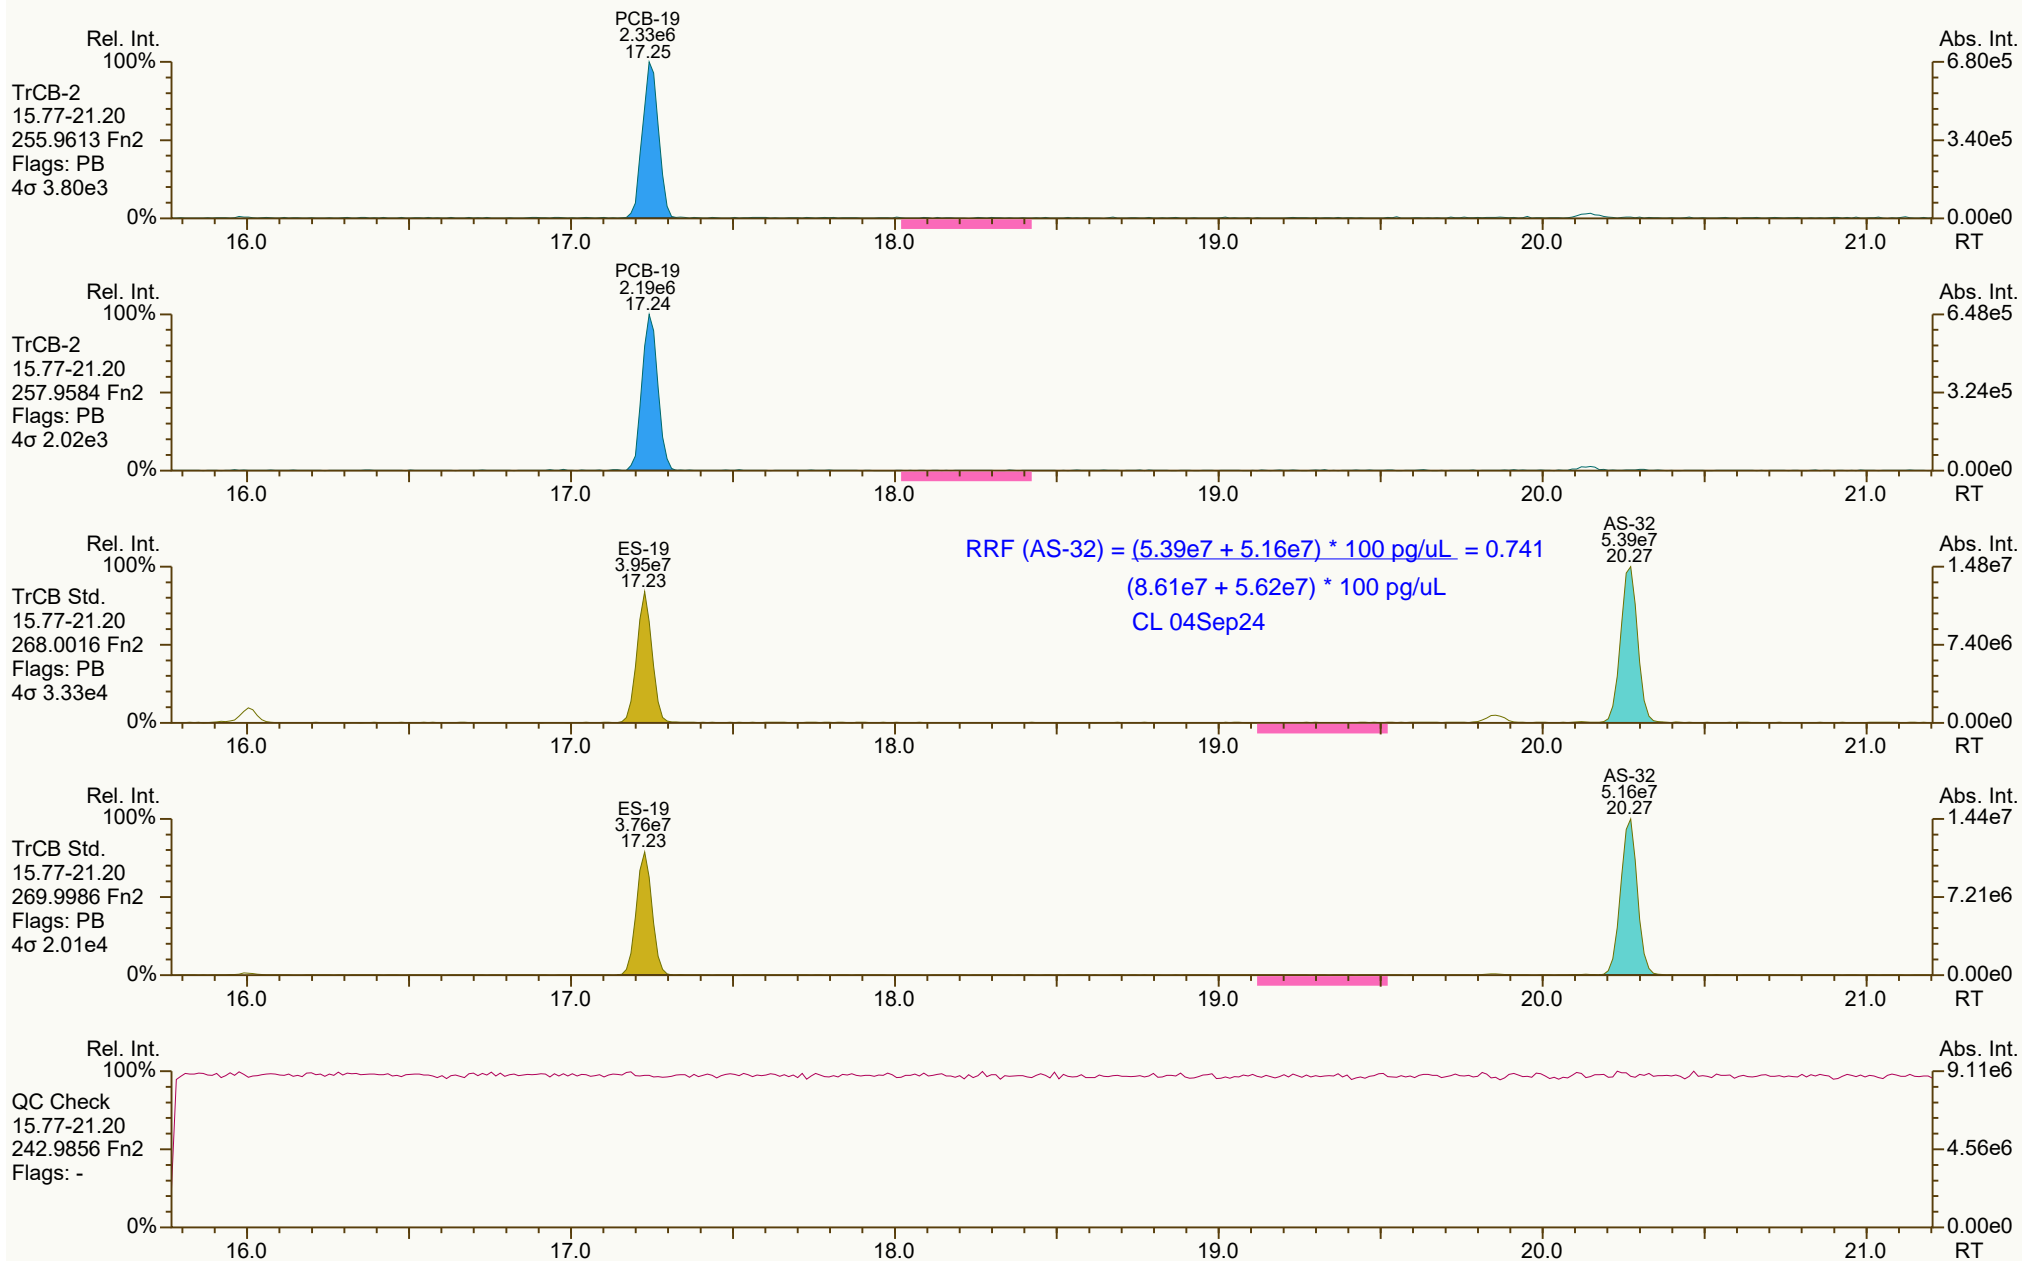 PCB-19
2.33e6
17.25
Rel. Int.
Abs. Int.
100%
6.80e5
TrCB-2
15.77-21.20
255.9613 Fn2
3.40e5
Flags: PB
4σ 3.80e3
0%
0.00e0
16.0 17.0 18.0 19.0 20.0 21.0 RT
PCB-19
2.19e6
17.24
Rel. Int.
Abs. Int.
100%
6.48e5
TrCB-2
15.77-21.20
257.9584 Fn2
3.24e5
Flags: PB
4σ 2.02e3
0%
0.00e0
16.0 17.0 18.0 19.0 20.0 21.0 RT
ES-19
3.95e7
17.23
AS-32
5.39e7
20.27
RRF (AS-32) = (5.39e7 + 5.16e7) * 100 pg/uL = 0.741
(8.61e7 + 5.62e7) * 100 pg/uL
CL 04Sep24
Rel. Int.
Abs. Int.
100%
1.48e7
TrCB Std.
15.77-21.20
268.0016 Fn2
7.40e6
Flags: PB
4σ 3.33e4
0%
0.00e0
16.0 17.0 18.0 19.0 20.0 21.0 RT
ES-19
3.76e7
17.23
AS-32
5.16e7
20.27
Rel. Int.
Abs. Int.
100%
1.44e7
TrCB Std.
15.77-21.20
269.9986 Fn2
7.21e6
Flags: PB
4σ 2.01e4
0%
0.00e0
16.0 17.0 18.0 19.0 20.0 21.0 RT
Rel. Int.
Abs. Int.
100%
9.11e6
QC Check
15.77-21.20
242.9856 Fn2
4.56e6
Flags: -
0%
0.00e0
16.0 17.0 18.0 19.0 20.0 21.0 RT